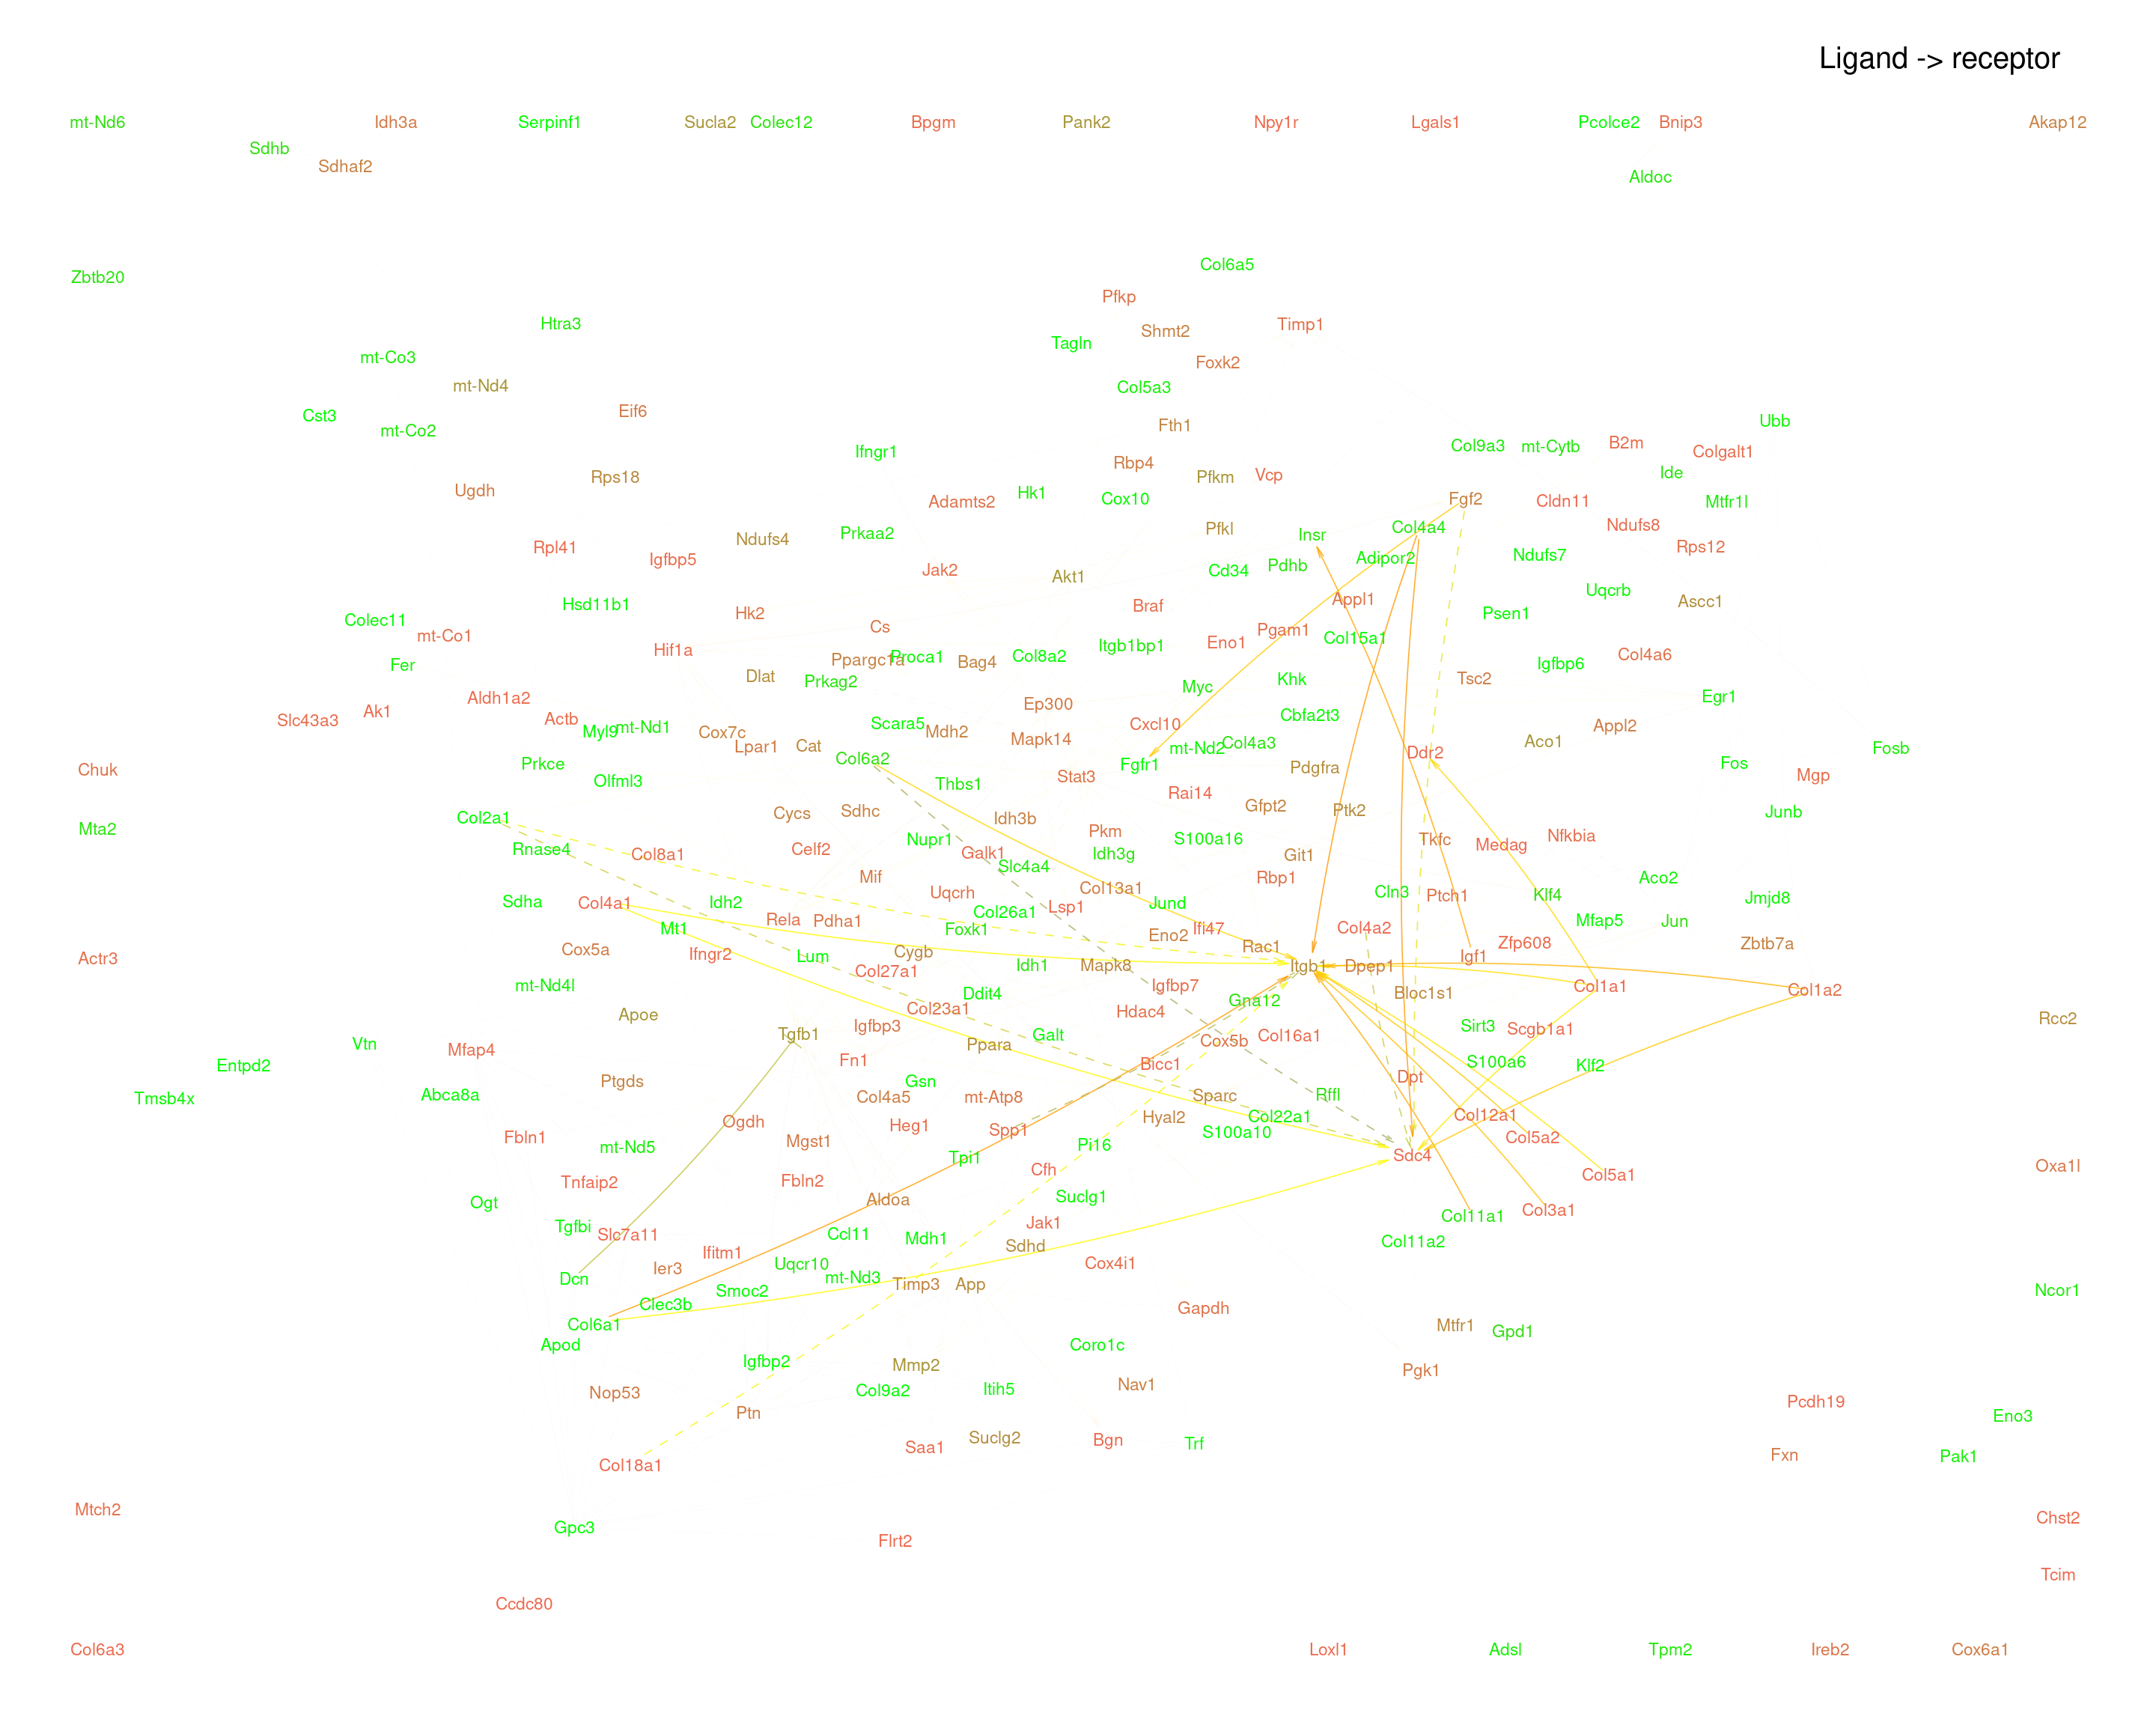 Ligand -> receptor
mt-Nd6 Idh3a Serpinf1 Sucla2 Colec12 Bpgm Pank2 Npy1r Lgals1 Pcolce2 Bnip3 Akap12
Sdhb
Sdhaf2
Aldoc
Col6a5
Zbtb20
Pfkp
Htra3 Timp1
Shmt2
Tagln
mt-Co3
Foxk2
mt-Nd4 Col5a3
Eif6
Cst3 Ubb
Fth1
mt-Co2
B2m
Col9a3 mt-Cytb
Ifngr1 Colgalt1
Rbp4
Ide
Vcp
Rps18 Pfkm
Ugdh Hk1
Cox10 Fgf2
Adamts2 Cldn11 Mtfr1l
Ndufs8
Pfkl Col4a4
Prkaa2 Insr
Ndufs4
Rpl41 Rps12
Ndufs7
Igfbp5 Adipor2
Pdhb
Jak2 Cd34
Akt1
Uqcrb
Appl1 Ascc1
Hsd11b1 Braf
Hk2 Psen1
Colec11
Cs Pgam1
mt-Co1 Col15a1
Itgb1bp1 Eno1
Hif1a
Ppargc1a Proca1 Bag4 Col8a2 Col4a6
Fer Igfbp6
Dlat Tsc2
Prkag2 Khk
Myc
Aldh1a2 Egr1
Ep300
Ak1
Slc43a3 Actb Cbfa2t3
Scara5 Cxcl10 Appl2
Myl9 mt-Nd1 Cox7c Mdh2
Mapk14 Col4a3 Aco1
Lpar1 Cat mt-Nd2 Fosb
Col6a2 Ddr2
Prkce Fgfr1 Fos
Chuk Pdgfra
Stat3 Mgp
Olfml3 Thbs1
Rai14
Gfpt2
Cycs Sdhc Ptk2 Junb
Col2a1 Idh3b
Mta2 Pkm
Nupr1 S100a16 Tkfc Nfkbia
Rnase4 Celf2 Medag
Col8a1 Galk1 Idh3g Git1
Slc4a4
Mif Rbp1 Aco2
Col13a1
Uqcrh Cln3 Ptch1 Klf4 Jmjd8
Sdha Col4a1 Idh2 Lsp1 Jund
Col26a1
Rela Pdha1 Mfap5 Jun
Mt1 Foxk1 Ifi47 Col4a2
Eno2
Cox5a Rac1 Zfp608 Zbtb7a
Ifngr2 Lum Cygb Igf1
Actr3
Idh1 Mapk8 Itgb1 Dpep1
Col27a1
mt-Nd4l Igfbp7 Col1a1
Ddit4 Bloc1s1 Col1a2
Gna12
Col23a1 Hdac4
Apoe Rcc2
Igfbp3 Sirt3 Scgb1a1
Tgfb1 Galt Col16a1
Vtn Ppara Cox5b
Mfap4
Fn1 Bicc1 S100a6
Entpd2 Klf2
Ptgds Gsn Dpt
Tmsb4x Abca8a Col4a5 mt-Atp8 Sparc Rffl
Ogdh Heg1 Spp1 Hyal2 Col22a1 Col12a1
Fbln1 Mgst1 S100a10 Col5a2
mt-Nd5 Pi16
Tpi1 Sdc4
Cfh Oxa1l
Tnfaip2 Fbln2 Col5a1
Ogt Aldoa Suclg1
Col3a1
Tgfbi Jak1 Col11a1
Slc7a11 Ccl11 Mdh1
Ifitm1 Sdhd Col11a2
Ier3 Uqcr10 Cox4i1
Dcn mt-Nd3
Timp3 App
Clec3b Smoc2 Ncor1
Gapdh
Col6a1 Mtfr1
Gpd1
Apod Coro1c
Igfbp2 Mmp2 Pgk1
Nop53 Col9a2 Itih5 Nav1
Pcdh19
Ptn Eno3
Saa1 Suclg2 Bgn Trf
Fxn Pak1
Col18a1
Mtch2 Chst2
Gpc3
Flrt2
Tcim
Ccdc80
Col6a3 Loxl1 Adsl Tpm2 Ireb2 Cox6a1